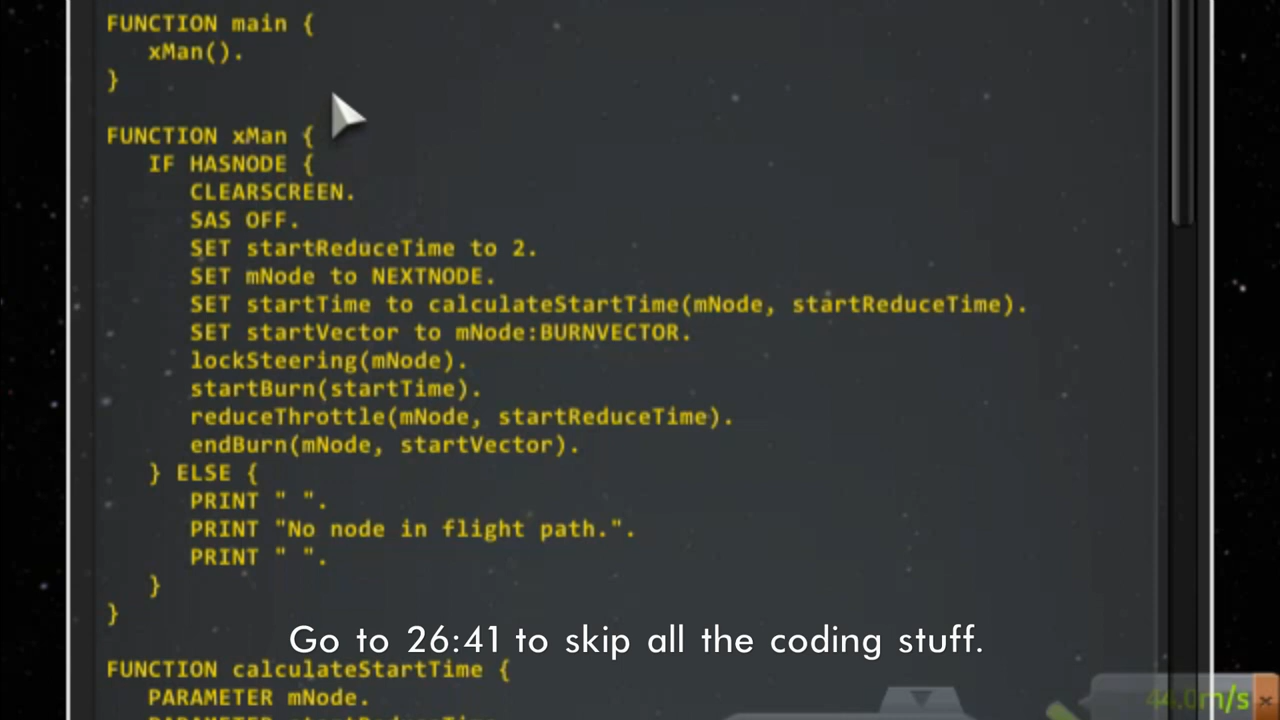 FUNCTION main {
xMan().
}
FUNCTION xMan {
IF HASNODE {
CLEARSCREEN.
SAS OFF.
SET startReduceTime to 2.
SET mNode to NEXTNODE.
SET startTime to calculateStartTime(mNode, startReduceTime).
SET startVector to mNode:BURNVECTOR.
lockSteering(mNode).
startBurn(startTime).
reduceThrottle(mNode, startReduceTime).
endBurn(mNode, startVector).
} ELSE {
PRINT " ".
PRINT "No node in flight path.".
PRINT " ".
}
}
Go to 26:41 to skip all the coding stuff.
FUNCTION calculateStartTime {
PARAMETER mNode.
44.0m/s